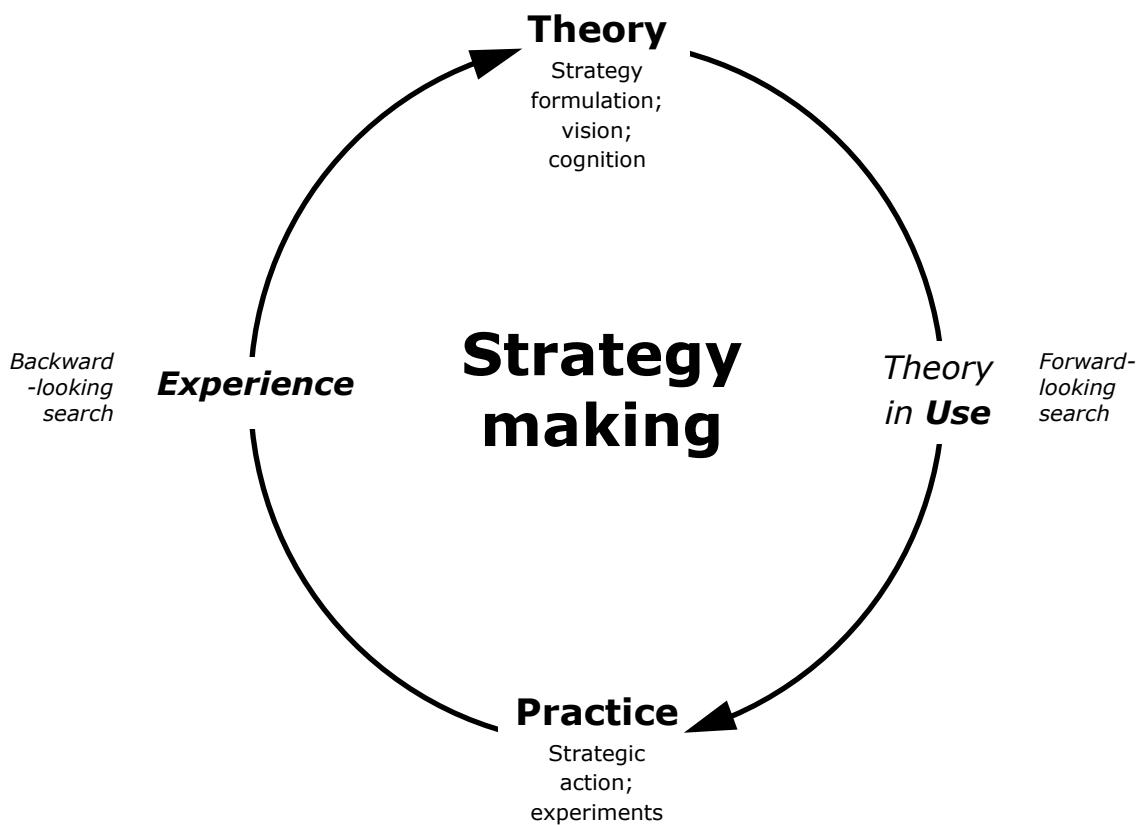 Theory
Strategy
formulation;
vision;
cognition
Backward
-looking
search
Experience
Strategy
making
Theory
in Use
Forward-
looking
search
Practice
Strategic
action;
experiments